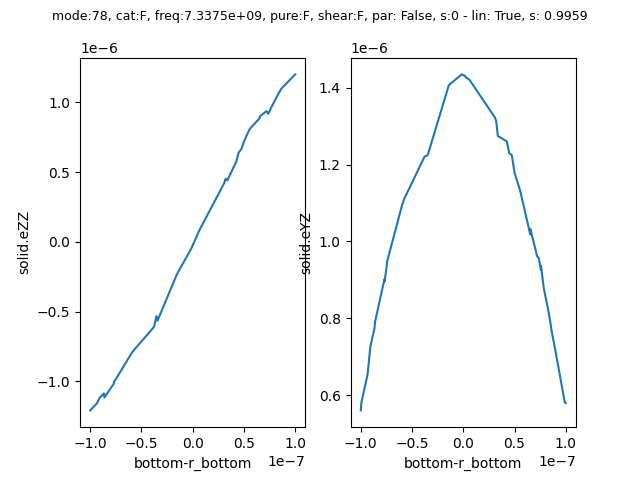 mode:78, cat:F, freq:7.3375e+09, pure:F, shear:F, par: False, s:0 - lin: True, s: 0.9959
1e−6
1.0
0.5
0.0
−0.5
−1.0
solid.eZZ
−1.0 −0.5 0.0 0.5 1.0
bottom-r_bottom 1e−7
1e−6
1.4
1.2
1.0
0.8
0.6
solid.eYZ
−1.0 −0.5 0.0 0.5 1.0
bottom-r_bottom 1e−7